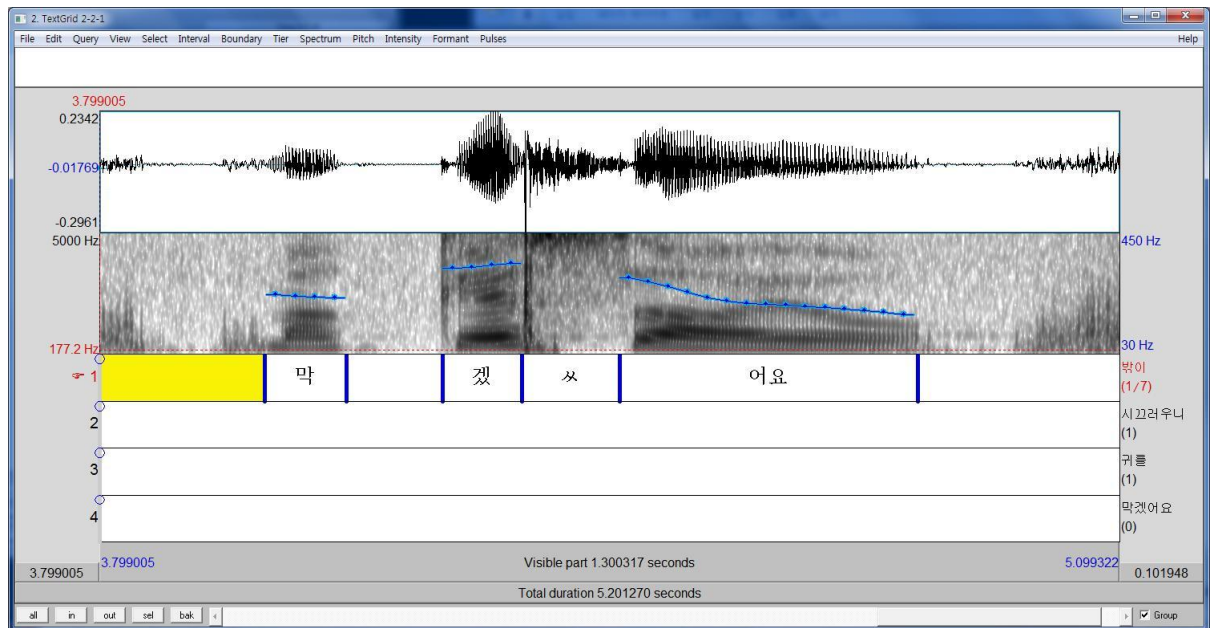 2. TextGrid 2-2-1
File Edit Query View Select Interval Boundary Tier Spectrum Pitch Intensity Formant Pulses Help
3.799005
0.2342
-0.01769
-0.2961
5000 Hz 450 Hz
177.2 Hz 30 Hz
1 막 겠 ㅆ 어요 밖이
(1/7)
2 시끄러우니
(1)
3 귀를
(1)
4 막겠어요
(0)
3.799005 Visible part 1.300317 seconds 5.099322
3.799005 0.101948
Total duration 5.201270 seconds
all in out sel bak Group